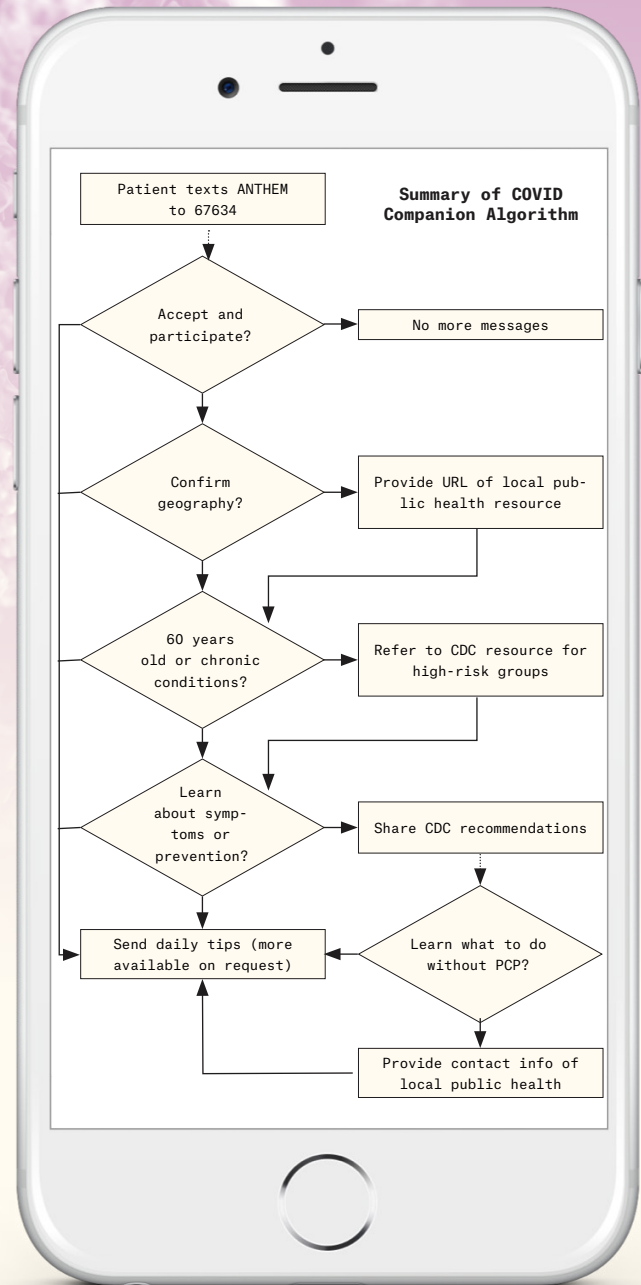 Patient texts ANTHEM
to 67634
Summary of COVID
Companion Algorithm
Accept and
participate?
No more messages
Confirm
geography?
Provide URL of local pub-
lic health resource
60 years
old or chronic
conditions?
Refer to CDC resource for
high-risk groups
Learn
about symp-
toms or
prevention?
Share CDC recommendations
Send daily tips (more
available on request)
Learn what to do
without PCP?
Provide contact info of
local public health